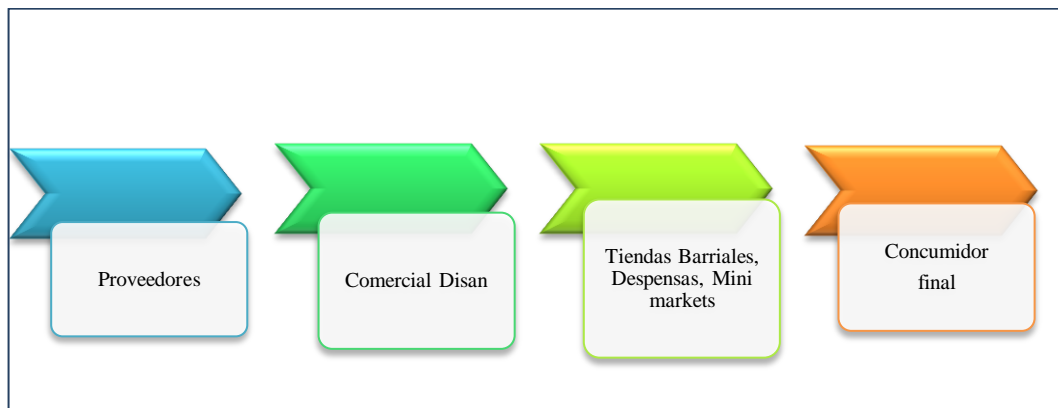 Proveedores
Comercial Disan
Tiendas Barriales,
Despensas, Mini
markets
Concumidor
final